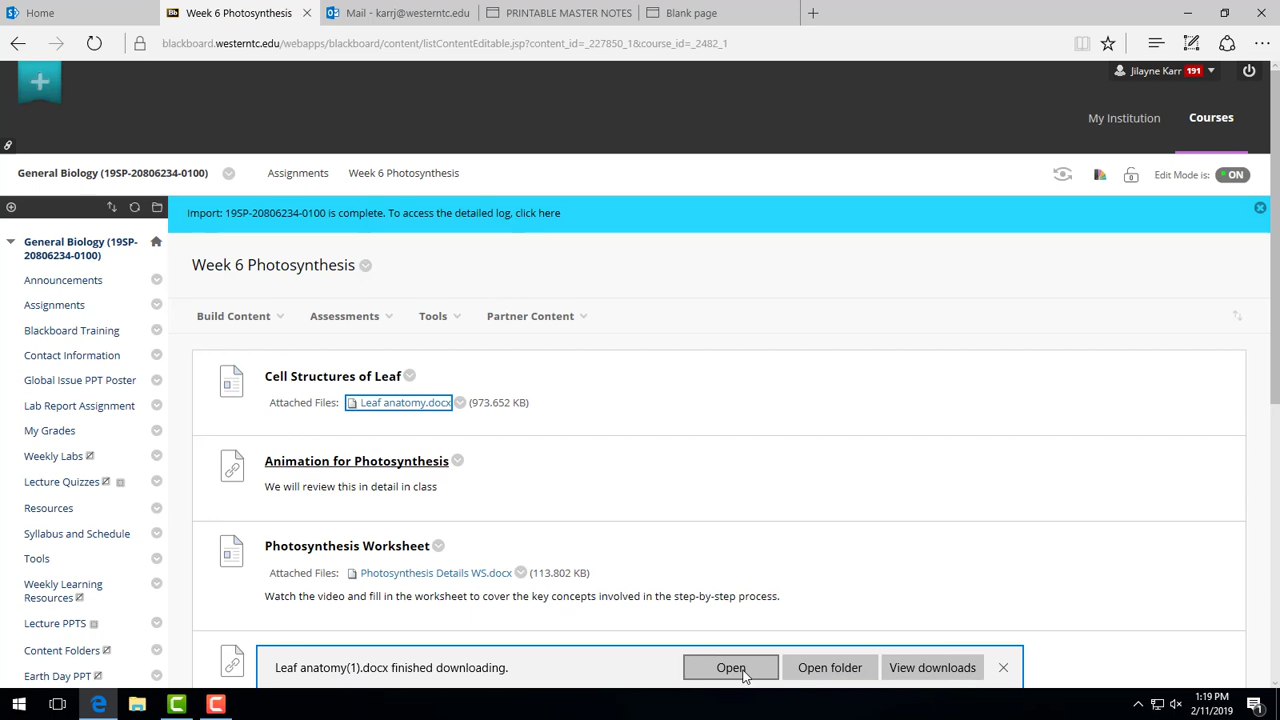 Home
Bb
Week 6 Photosynthesis
Mail - karrj@westerntc.edu
PRINTABLE MASTER NOTES
Blank page
blackboard.westerntc.edu/webapps/blackboard/content/listContentEditable.jsp?content_id=_227850_1&course_id=_2482_1
Jilayne Karr 191
My Institution
Courses
General Biology (19SP-20806234-0100)
Assignments
Week 6 Photosynthesis
Edit Mode is: ON
Import: 19SP-20806234-0100 is complete. To access the detailed log, click here
General Biology (19SP-
20806234-0100)
Announcements
Assignments
Blackboard Training
Contact Information
Global Issue PPT Poster
Lab Report Assignment
My Grades
Weekly Labs
Lecture Quizzes
Resources
Syllabus and Schedule
Tools
Weekly Learning
Resources
Lecture PPTS
Content Folders
Earth Day PPT
Week 6 Photosynthesis
Build Content
Assessments
Tools
Partner Content
Cell Structures of Leaf
Attached Files: Leaf anatomy.docx (973.652 KB)
Animation for Photosynthesis
We will review this in detail in class
Photosynthesis Worksheet
Attached Files: Photosynthesis Details WS.docx (113.802 KB)
Watch the video and fill in the worksheet to cover the key concepts involved in the step-by-step process.
Leaf anatomy(1).docx finished downloading.
Open
Open folder
View downloads
1:19 PM
2/11/2019
1